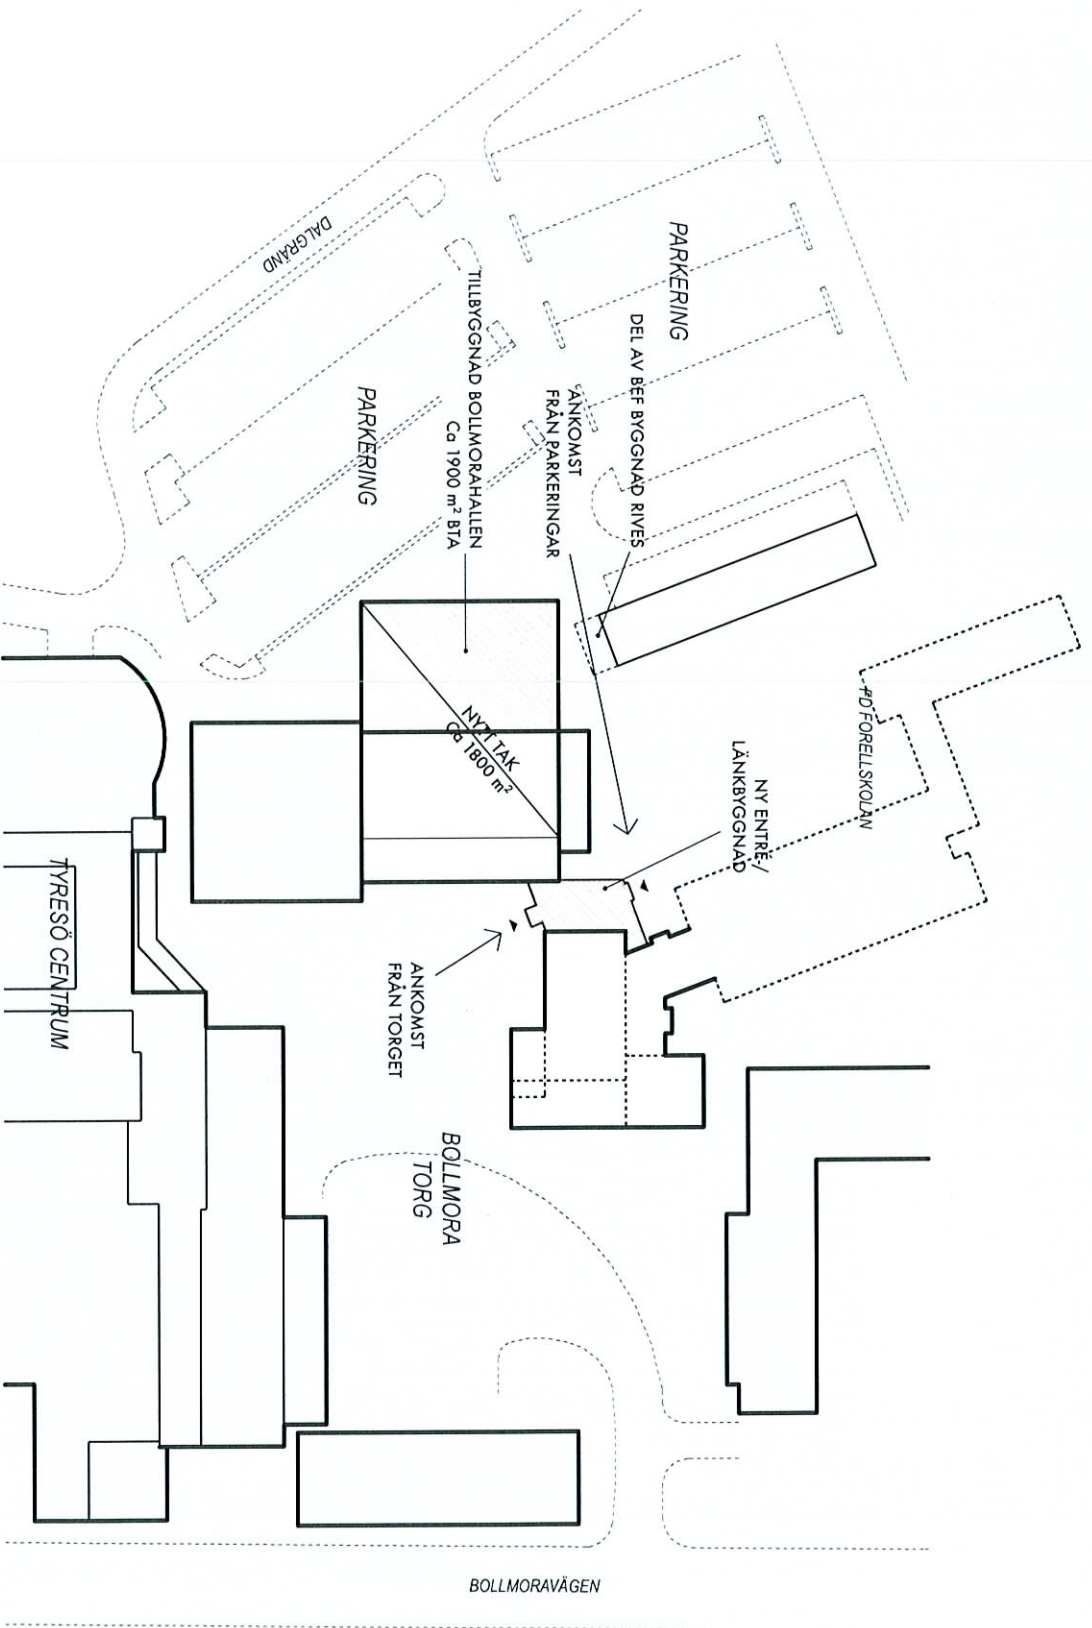 DALGRÄND
PARKERING
PARKERING
TILLBYGGNAD BOLLMORAHALLEN
Ca 1900 m² BTA
ANKOMST
FRÅN PARKERINGAR
DEL AV BEF BYGGNAD RIVES
NYTT TAK
Ca 1800 m²
NY ENTRÉ-/
LÄNKBYGGNAD
FORELLSKOLAN
ANKOMST
FRÅN TORGET
TYRESÖ CENTRUM
BOLLMORA
TORG
BOLLMORAVÄGEN